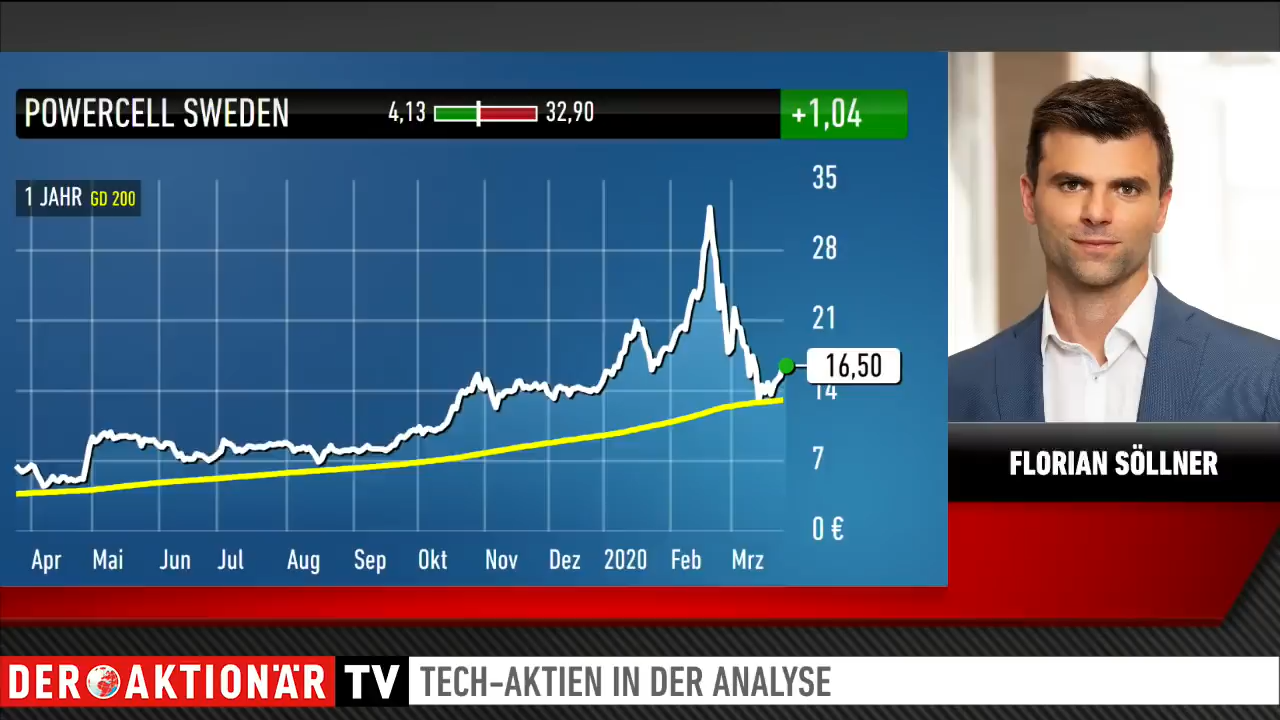 POWERCELL SWEDEN
4,13 32,90
+1,04
1 JAHR GD 200
35
28
21
16,50
14
7
0 €
Apr Mai Jun Jul Aug Sep Okt Nov Dez 2020 Feb Mrz
FLORIAN SÖLLNER
DER AKTIONÄR TV
TECH-AKTIEN IN DER ANALYSE